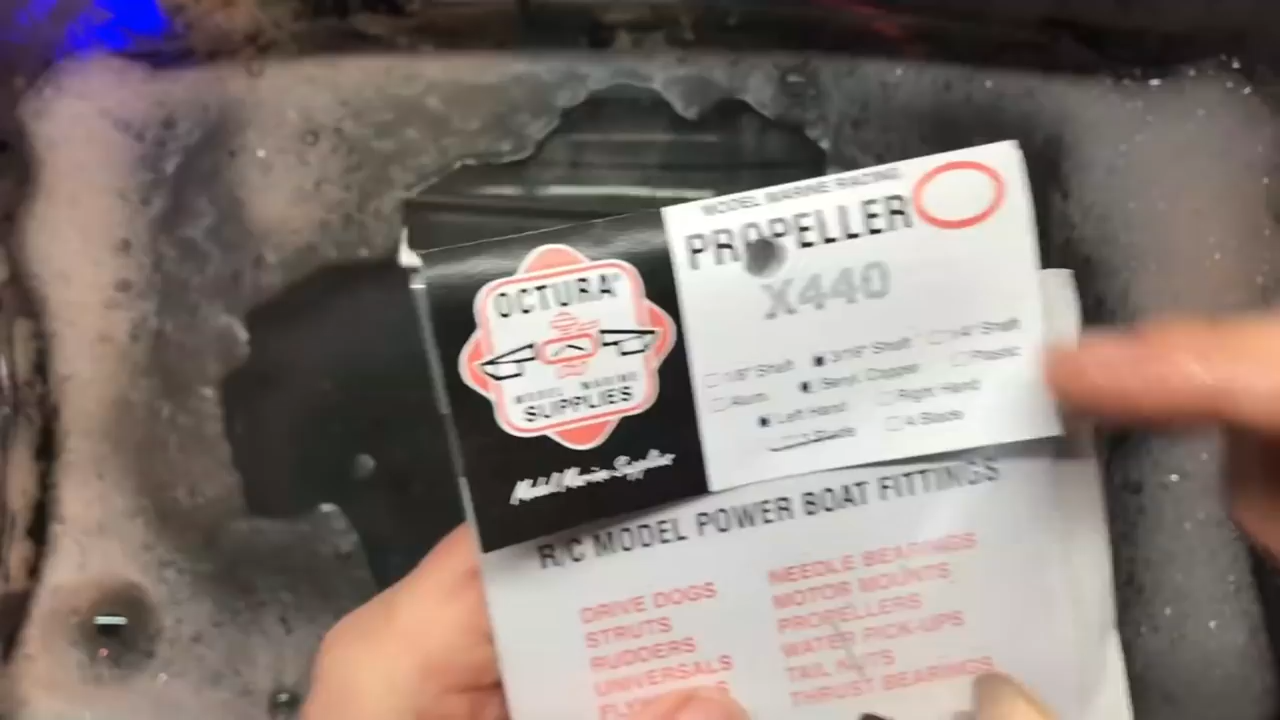 OCTURA®
MODEL MARINE
SUPPLIES
Model Marine Supplies
MODEL MARINE RACING
PROPELLER
X440
1/8" Shaft 3/16" Shaft 1/4" Shaft
Alum. Beryl. Copper Plastic
Left Hand Right Hand
Blade 4 Blade
R/C MODEL POWER BOAT FITTINGS
DRIVE DOGS
STRUTS
RUDDERS
UNIVERSALS
NEEDLE BEARINGS
MOTOR MOUNTS
PROPELLERS
WATER PICK-UPS
TAIL NUTS
THRUST BEARINGS